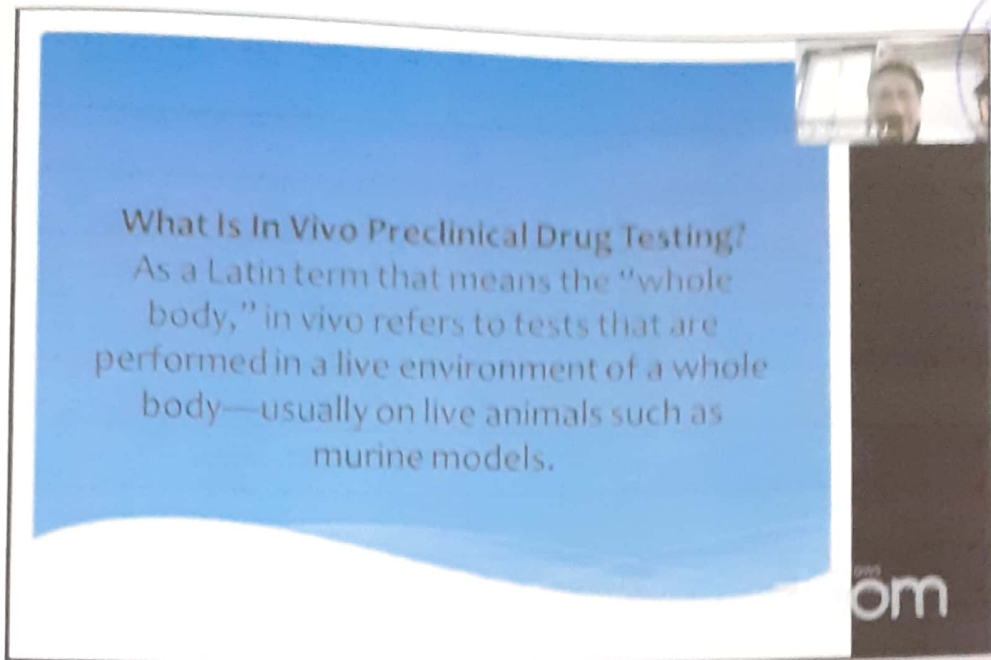 What Is In Vivo Preclinical Drug Testing?
As a Latin term that means the “whole
body,” in vivo refers to tests that are
performed in a live environment of a whole
body—usually on live animals such as
murine models.
om